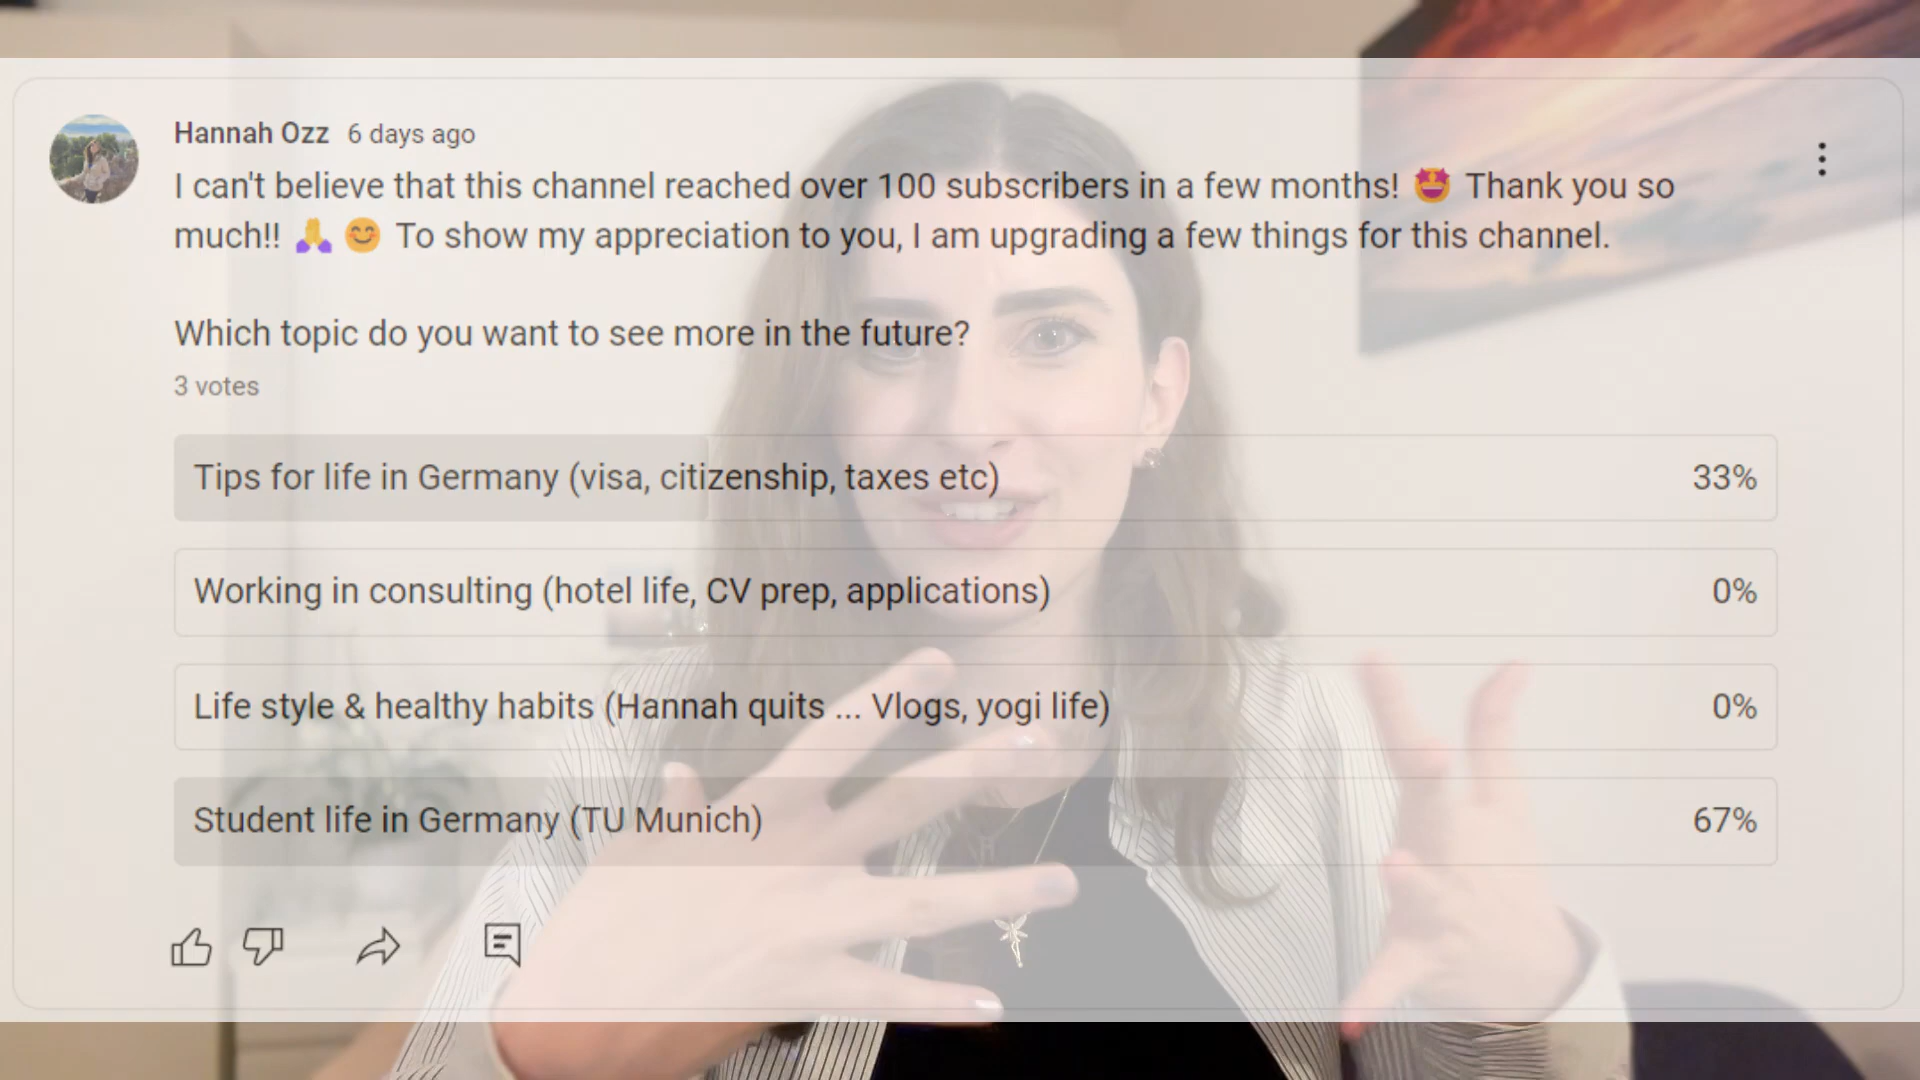 Hannah Ozz 6 days ago
I can't believe that this channel reached over 100 subscribers in a few months! 🤩 Thank you so
much!! 🙏 😊 To show my appreciation to you, I am upgrading a few things for this channel.
Which topic do you want to see more in the future?
3 votes
Tips for life in Germany (visa, citizenship, taxes etc) 33%
Working in consulting (hotel life, CV prep, applications) 0%
Life style & healthy habits (Hannah quits ... Vlogs, yogi life) 0%
Student life in Germany (TU Munich) 67%